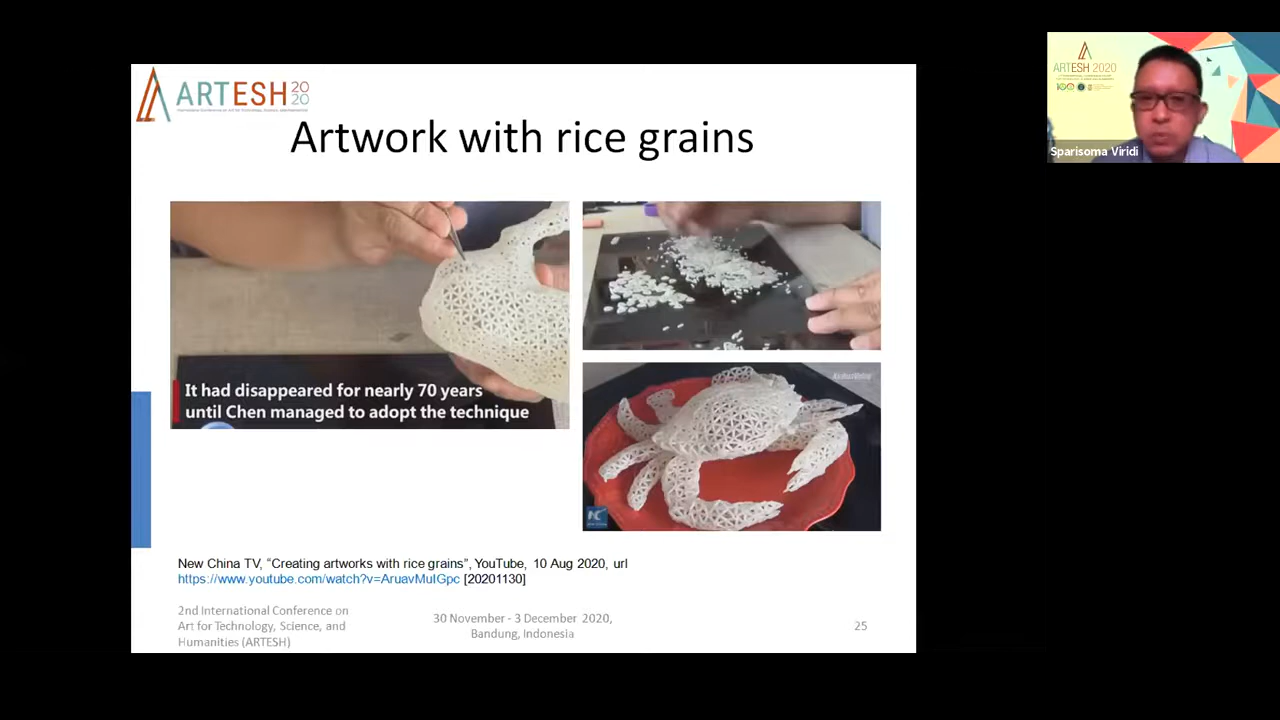 ARTESH 20
20
Artwork with rice grains
It had disappeared for nearly 70 years
until Chen managed to adopt the technique
New China TV, “Creating artworks with rice grains”, YouTube, 10 Aug 2020, url
https://www.youtube.com/watch?v=AruavMuIGpc [20201130]
2nd International Conference on
Art for Technology, Science, and
Humanities (ARTESH)
30 November - 3 December 2020,
Bandung, Indonesia
25
ARTESH 2020
100
Sparisoma Viridi